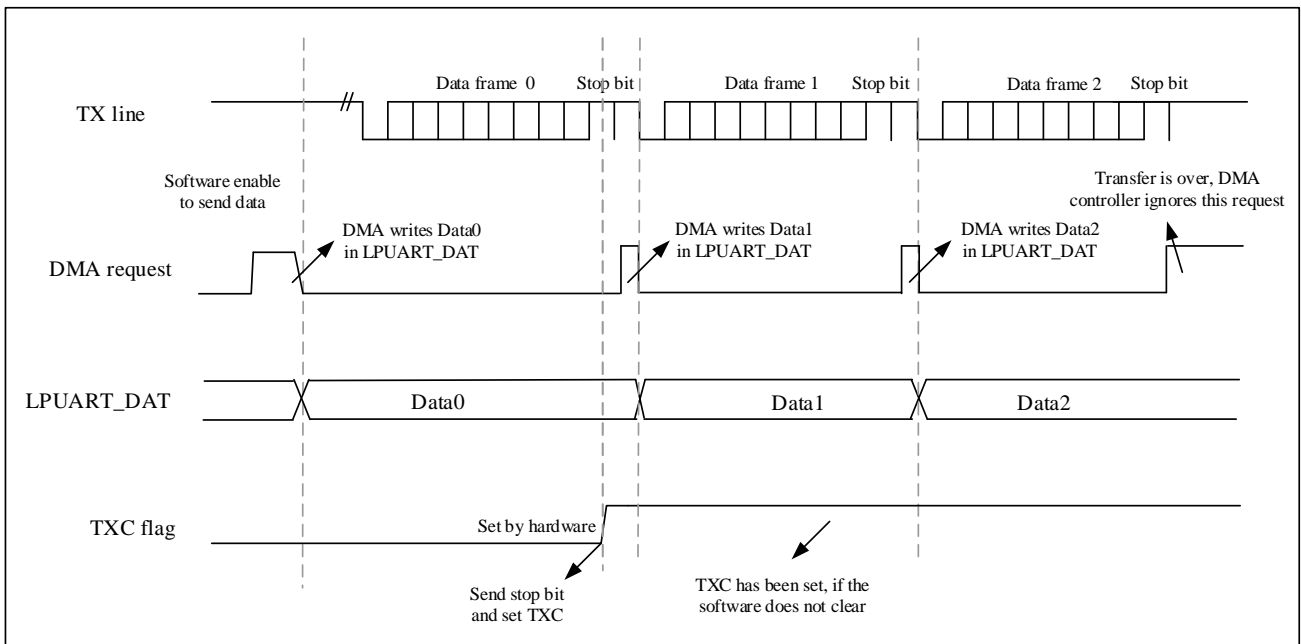 Data frame 0
Stop bit
Data frame 1
Stop bit
Data frame 2
Stop bit
TX line
Software enable
to send data
Transfer is over, DMA
controller ignores this request
DMA writes Data0
in LPUART_DAT
DMA writes Data1
in LPUART_DAT
DMA writes Data2
in LPUART_DAT
DMA request
LPUART_DAT
Data0
Data1
Data2
TXC flag
Set by hardware
Send stop bit
and set TXC
TXC has been set, if the
software does not clear